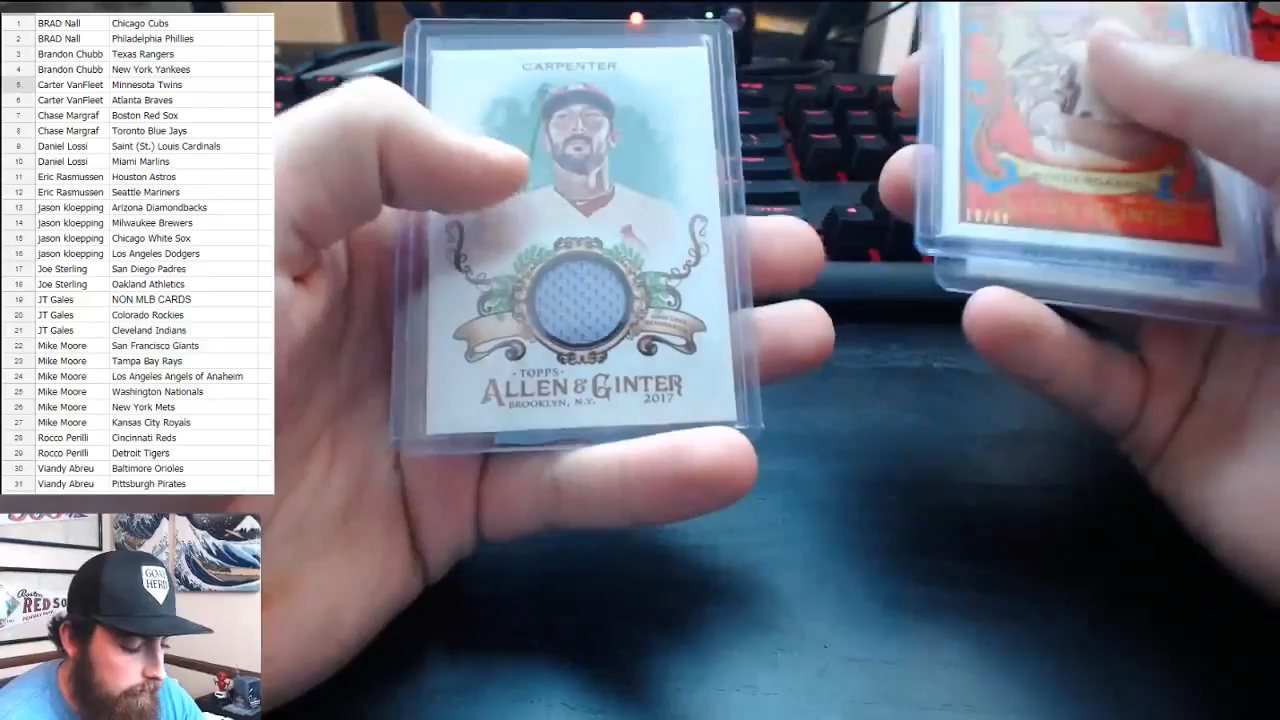 1 BRAD Nall Chicago Cubs
2 BRAD Nall Philadelphia Phillies
3 Brandon Chubb Texas Rangers
4 Brandon Chubb New York Yankees
5 Carter VanFleet Minnesota Twins
6 Carter VanFleet Atlanta Braves
7 Chase Margraf Boston Red Sox
8 Chase Margraf Toronto Blue Jays
9 Daniel Lossi Saint (St.) Louis Cardinals
10 Daniel Lossi Miami Marlins
11 Eric Rasmussen Houston Astros
12 Eric Rasmussen Seattle Mariners
13 jason kloepping Arizona Diamondbacks
14 jason kloepping Milwaukee Brewers
15 jason kloepping Chicago White Sox
16 jason kloepping Los Angeles Dodgers
17 Joe Sterling San Diego Padres
18 Joe Sterling Oakland Athletics
19 JT Gales NON MLB CARDS
20 JT Gales Colorado Rockies
21 JT Gales Cleveland Indians
22 Mike Moore San Francisco Giants
23 Mike Moore Tampa Bay Rays
24 Mike Moore Los Angeles Angels of Anaheim
25 Mike Moore Washington Nationals
26 Mike Moore New York Mets
27 Mike Moore Kansas City Royals
28 Rocco Perilli Cincinnati Reds
29 Rocco Perilli Detroit Tigers
30 Viandy Abreu Baltimore Orioles
31 Viandy Abreu Pittsburgh Pirates
CARPENTER
· TOPPS ·
ALLEN & GINTER
BROOKLYN, N.Y. 2017
Boston
RED SO